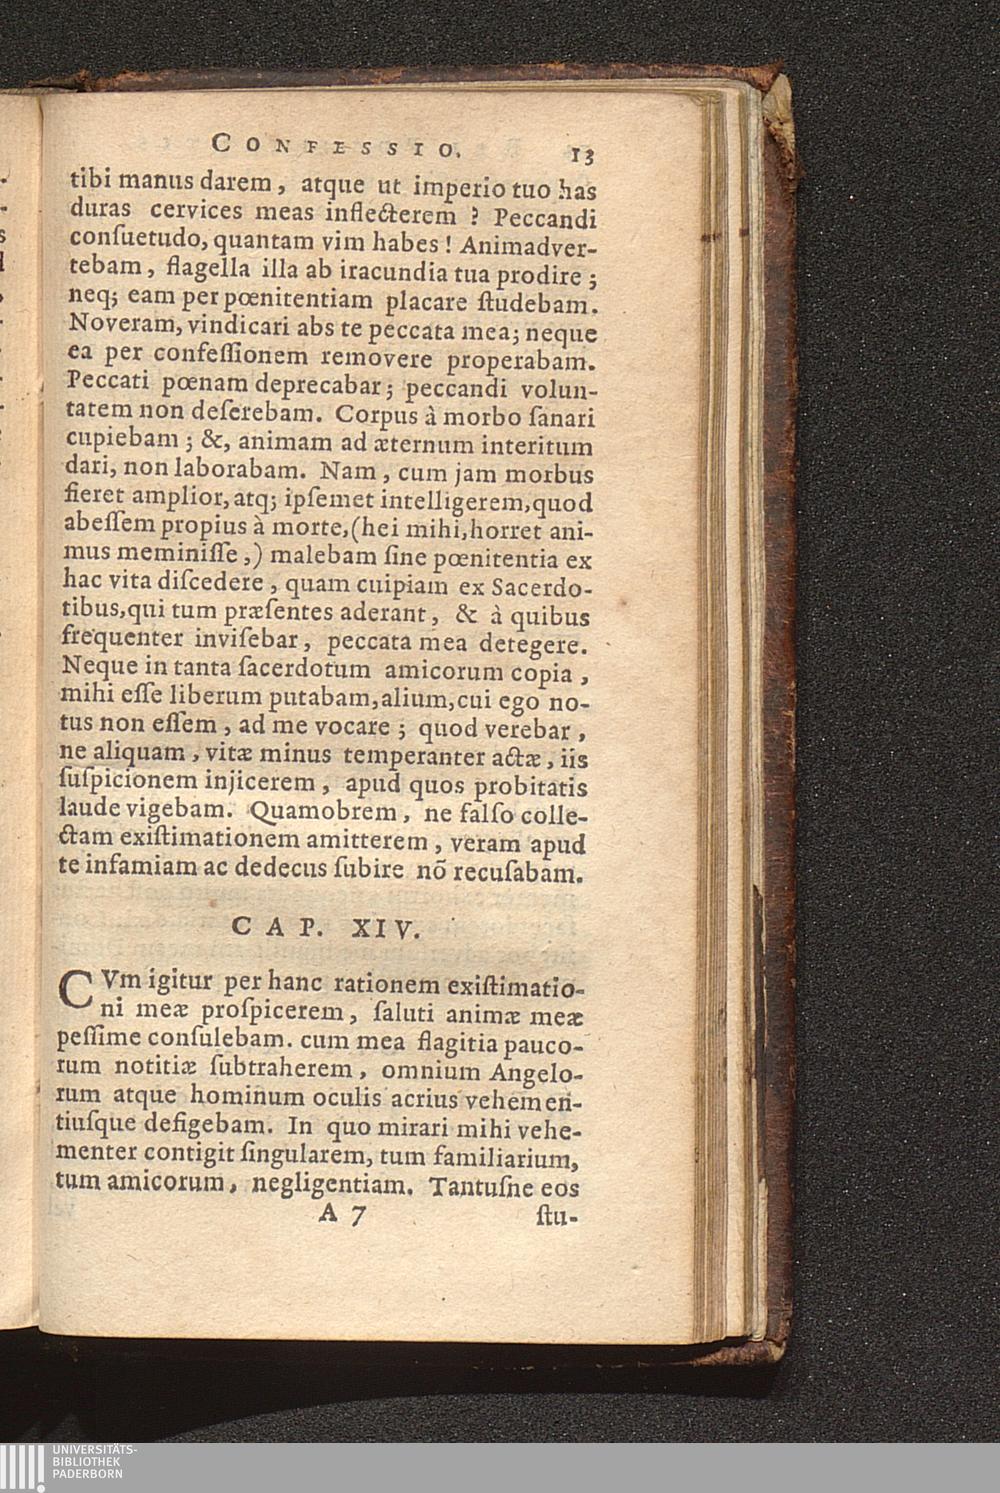 CONFESSIO. 13
tibi manus darem, atque ut imperio tuo has
duras cervices meas inflecterem ? Peccandi
conſuetudo, quantam vim habes ! Animadver-
tebam, flagella illa ab iracundia tua prodire ;
neq; eam per pœnitentiam placare ſtudebam.
Noveram, vindicari abs te peccata mea; neque
ea per confeſſionem removere properabam.
Peccati pœnam deprecabar; peccandi volun-
tatem non deſerebam. Corpus à morbo ſanari
cupiebam ; &, animam ad æternum interitum
dari, non laborabam. Nam, cum jam morbus
fieret amplior, atq; ipſemet intelligerem, quod
abeſſem propius à morte, (hei mihi, horret ani-
mus meminiſſe,) malebam ſine pœnitentia ex
hac vita diſcedere, quam cuipiam ex Sacerdo-
tibus, qui tum præſentes aderant, & à quibus
frequenter inviſebar, peccata mea detegere.
Neque in tanta ſacerdotum amicorum copia,
mihi eſſe liberum putabam, alium, cui ego no-
tus non eſſem, ad me vocare ; quod verebar,
ne aliquam, vitæ minus temperanter actæ, iis
ſuſpicionem injicerem, apud quos probitatis
laude vigebam. Quamobrem, ne falſo colle-
ctam exiſtimationem amitterem, veram apud
te infamiam ac dedecus ſubire nõ recuſabam.
CAP. XIV.
CVm igitur per hanc rationem exiſtimatio-
ni meæ proſpicerem, ſaluti animæ meæ
peſſime conſulebam. cum mea flagitia pauco-
rum notitiæ ſubtraherem, omnium Angelo-
rum atque hominum oculis acrius vehemen-
tiuſque defigebam. In quo mirari mihi vehe-
menter contigit ſingularem, tum familiarium,
tum amicorum, negligentiam. Tantuſne eos
A 7 ſtu-
UNIVERSITÄTS-
BIBLIOTHEK
PADERBORN